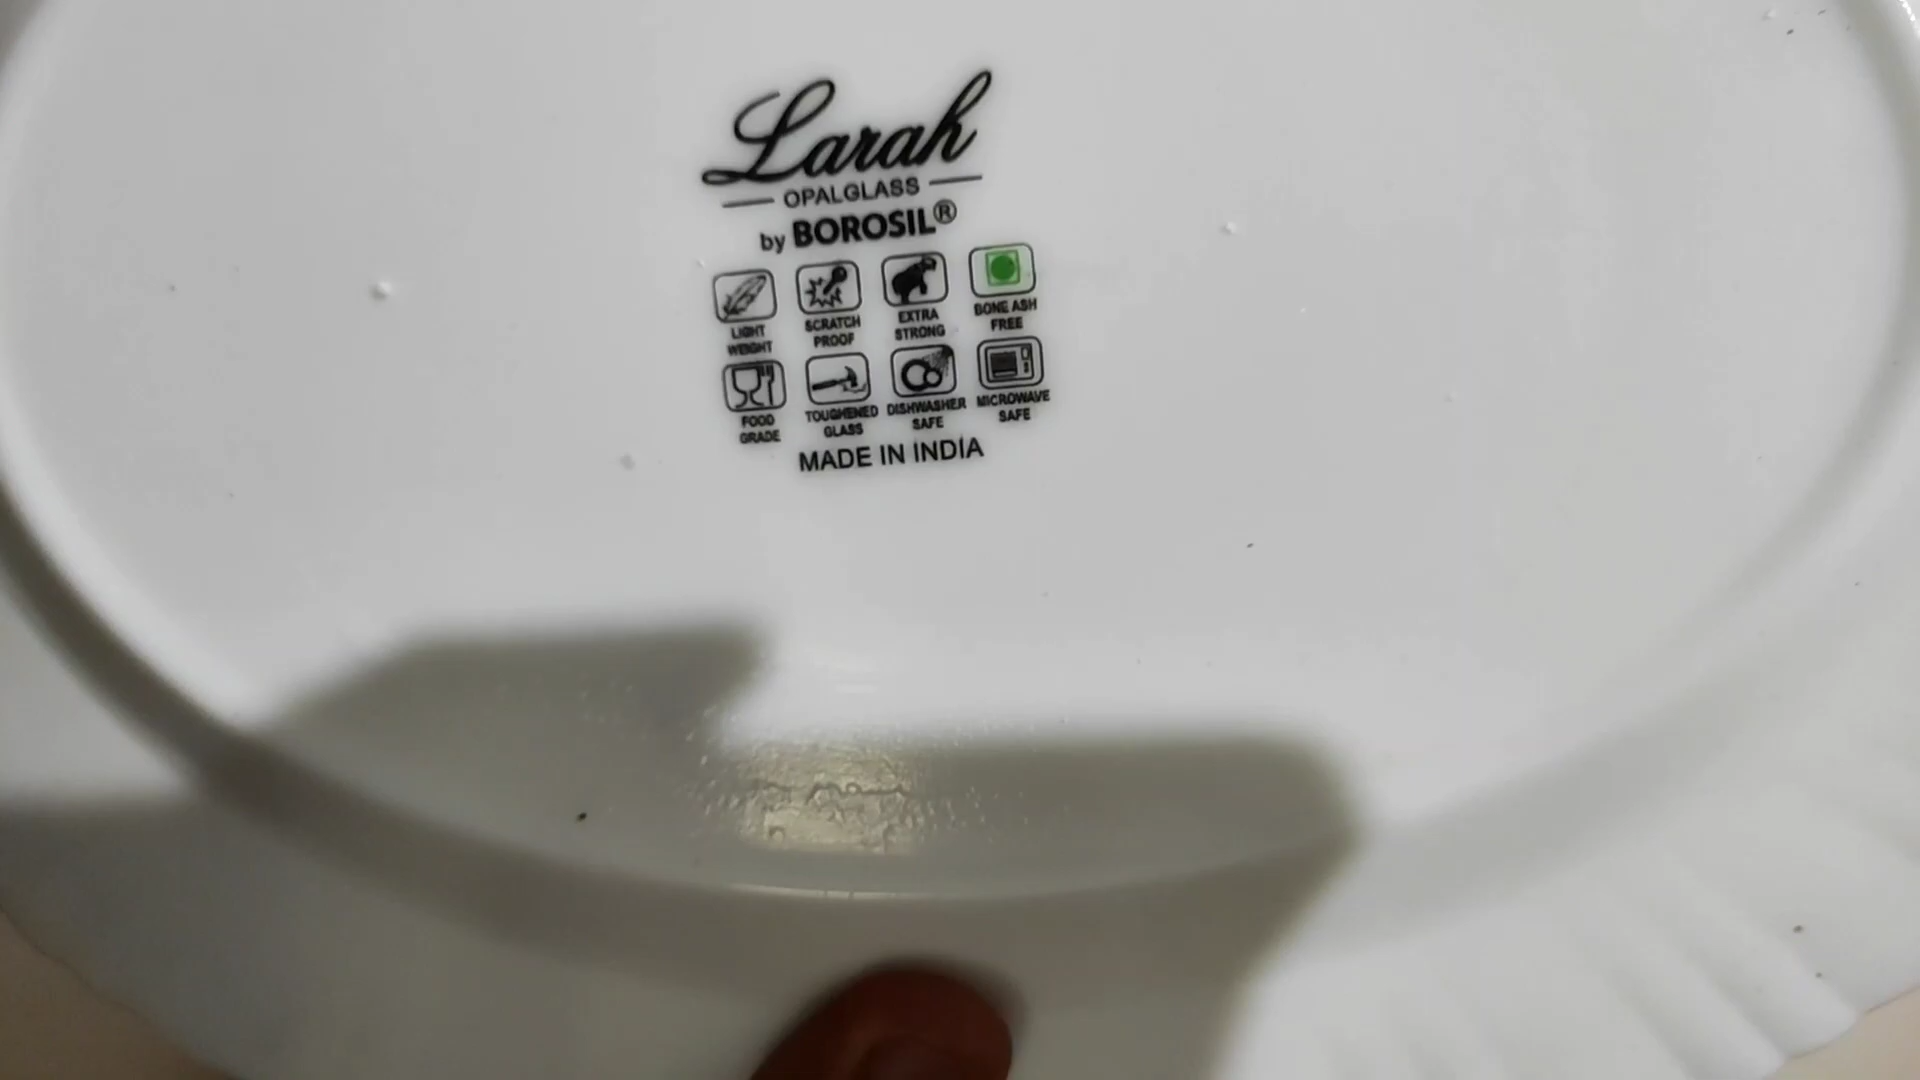 Larah
OPALGLASS
by BOROSIL®
LIGHT WEIGHT
SCRATCH PROOF
EXTRA STRONG
BONE ASH FREE
FOOD GRADE
TOUGHENED GLASS
DISHWASHER SAFE
MICROWAVE SAFE
MADE IN INDIA